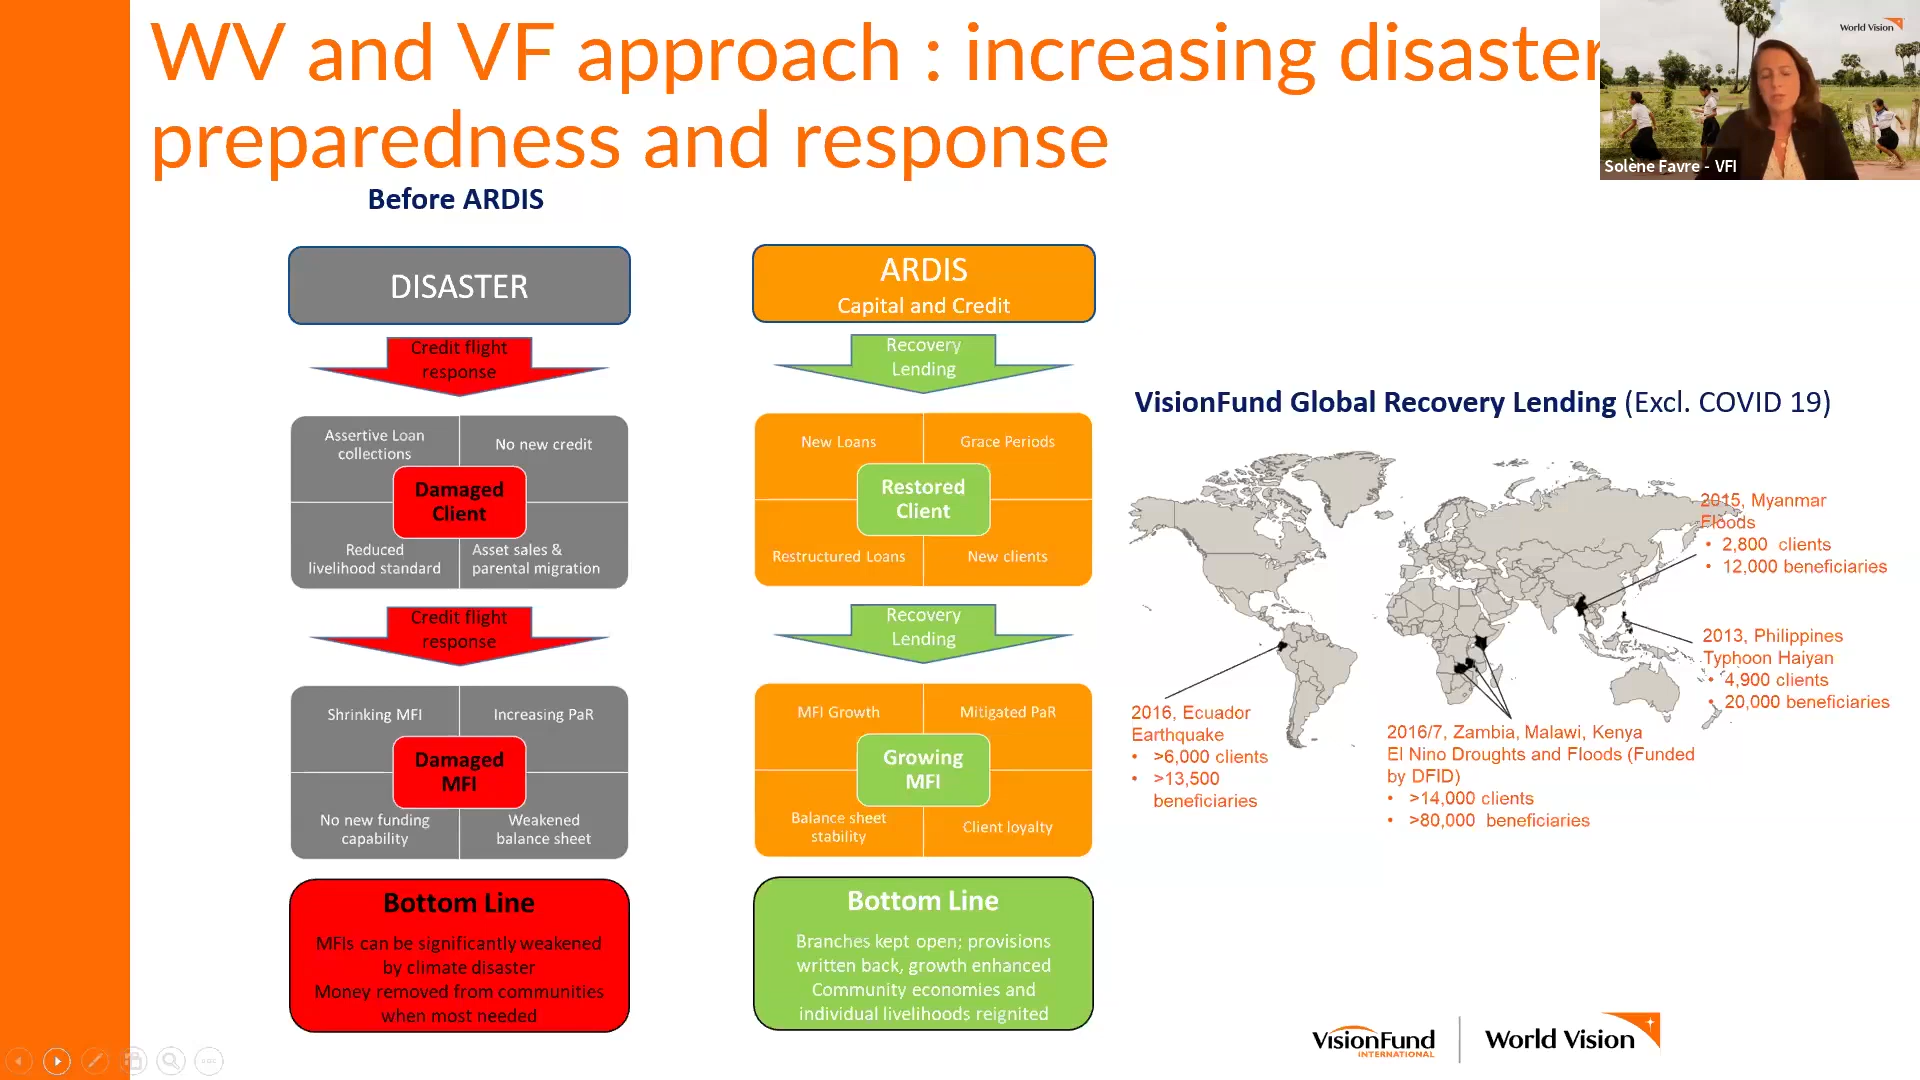 WV and VF approach : increasing disaster
preparedness and response
World Vision
Solène Favre - VFI
Before ARDIS
DISASTER
Credit flight
response
Assertive Loan
collections
No new credit
Damaged
Client
Reduced
livelihood standard
Asset sales &
parental migration
Credit flight
response
Shrinking MFI
Increasing PaR
Damaged
MFI
No new funding
capability
Weakened
balance sheet
Bottom Line
MFIs can be significantly weakened
by climate disaster
Money removed from communities
when most needed
ARDIS
Capital and Credit
Recovery
Lending
New Loans
Grace Periods
Restored
Client
Restructured Loans
New clients
Recovery
Lending
MFI Growth
Mitigated PaR
Growing
MFI
Balance sheet
stability
Client loyalty
Bottom Line
Branches kept open; provisions
written back, growth enhanced
Community economies and
individual livelihoods reignited
VisionFund Global Recovery Lending (Excl. COVID 19)
2015, Myanmar
Floods
• 2,800 clients
• 12,000 beneficiaries
2013, Philippines
Typhoon Haiyan
• 4,900 clients
• 20,000 beneficiaries
2016, Ecuador
Earthquake
• >6,000 clients
• >13,500
beneficiaries
2016/7, Zambia, Malawi, Kenya
El Nino Droughts and Floods (Funded
by DFID)
• >14,000 clients
• >80,000 beneficiaries
VisionFund
INTERNATIONAL
World Vision